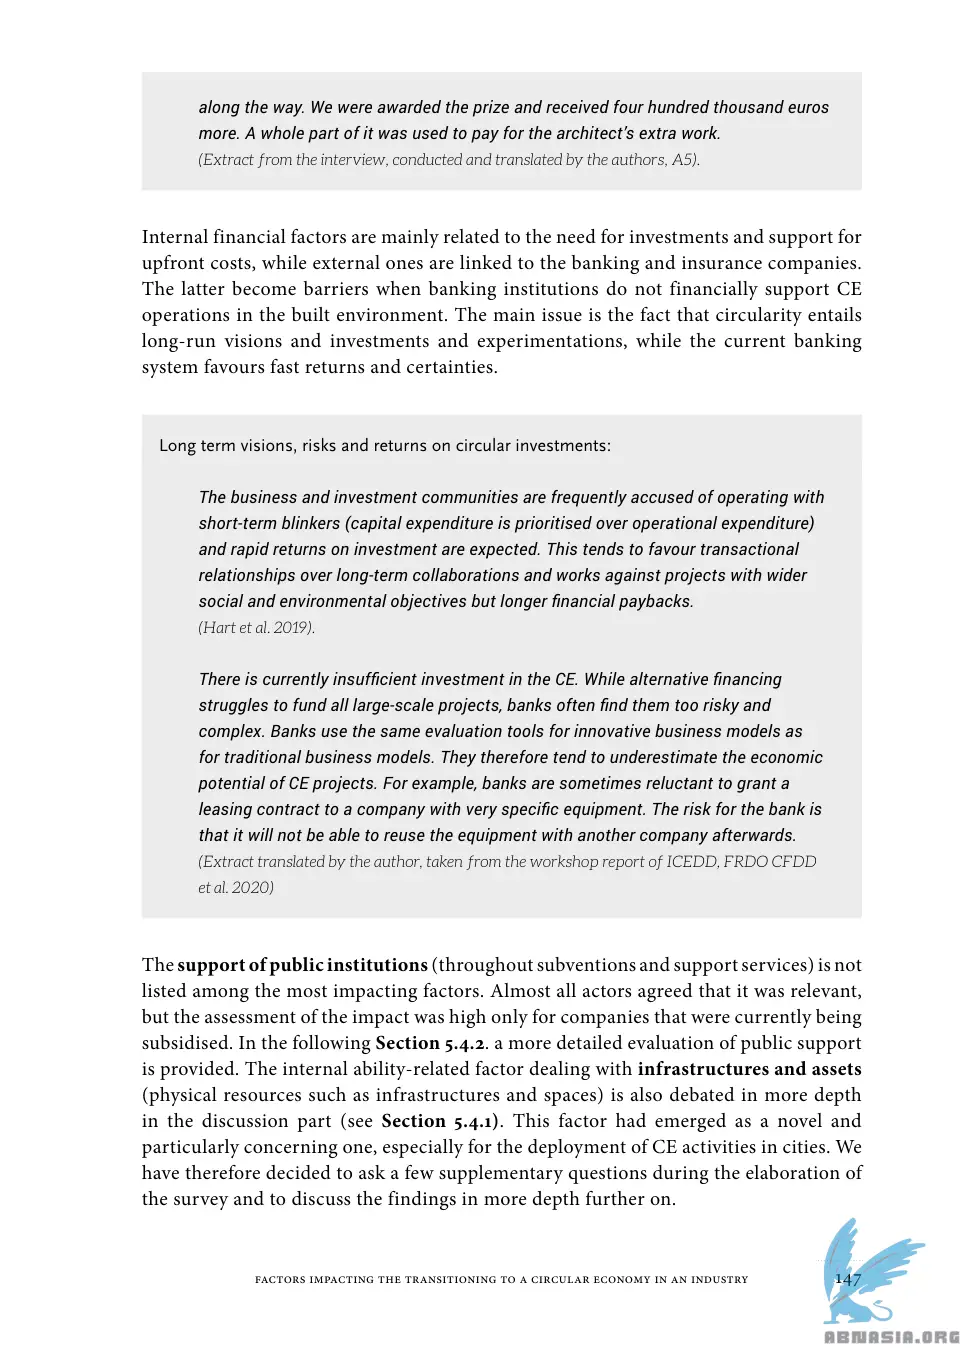 along the way. We were awarded the prize and received four hundred thousand euros
more. A whole part of it was used to pay for the architect's extra work.
(Extract from the interview, conducted and translated by the authors, A5).
Internal financial factors are mainly related to the need for investments and support for
upfront costs, while external ones are linked to the banking and insurance companies.
The latter become barriers when banking institutions do not financially support CE
operations in the built environment. The main issue is the fact that circularity entails
long-run visions and investments and experimentations, while the current banking
system favours fast returns and certainties.
Long term visions, risks and returns on circular investments:
The business and investment communities are frequently accused of operating with
short-term blinkers (capital expenditure is prioritised over operational expenditure)
and rapid returns on investment are expected. This tends to favour transactional
relationships over long-term collaborations and works against projects with wider
social and environmental objectives but longer financial paybacks.
(Hart et al. 2019).
There is currently insufficient investment in the CE. While alternative financing
struggles to fund all large-scale projects, banks often find them too risky and
complex. Banks use the same evaluation tools for innovative business models as
for traditional business models. They therefore tend to underestimate the economic
potential of CE projects. For example, banks are sometimes reluctant to grant a
leasing contract to a company with very specific equipment. The risk for the bank is
that it will not be able to reuse the equipment with another company afterwards.
(Extract translated by the author, taken from the workshop report of ICEDD, FRDO CFDD
et al. 2020)
The support of public institutions (throughout subventions and support services) is not
listed among the most impacting factors. Almost all actors agreed that it was relevant,
but the assessment of the impact was high only for companies that were currently being
subsidised. In the following Section 5.4.2. a more detailed evaluation of public support
is provided. The internal ability-related factor dealing with infrastructures and assets
(physical resources such as infrastructures and spaces) is also debated in more depth
in the discussion part (see Section 5.4.1). This factor had emerged as a novel and
particularly concerning one, especially for the deployment of CE activities in cities. We
have therefore decided to ask a few supplementary questions during the elaboration of
the survey and to discuss the findings in more depth further on.
FACTORS IMPACTING THE TRANSITIONING TO A CIRCULAR ECONOMY IN AN INDUSTRY 147
ABNASIA.ORG